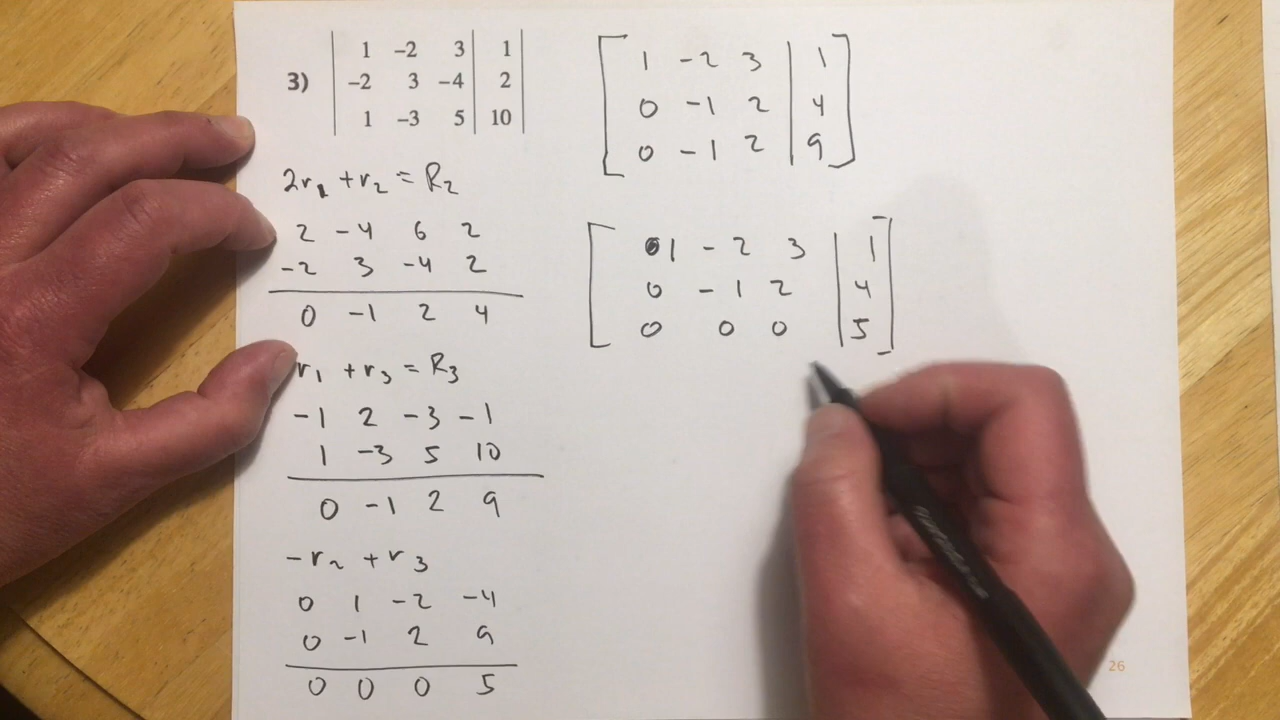 3)
1 -2 3 | 1
-2 3 -4 | 2
1 -3 5 | 10
2r₁ + r₂ = R₂
2 -4 6 2
-2 3 -4 2
0 -1 2 4
r₁ + r₃ = R₃
-1 2 -3 -1
1 -3 5 10
0 -1 2 9
-r₂ + r₃
0 1 -2 -4
0 -1 2 9
0 0 0 5
1 -2 3 | 1
0 -1 2 | 4
0 -1 2 | 9
1 -2 3 | 1
0 -1 2 | 4
0 0 0 | 5
26